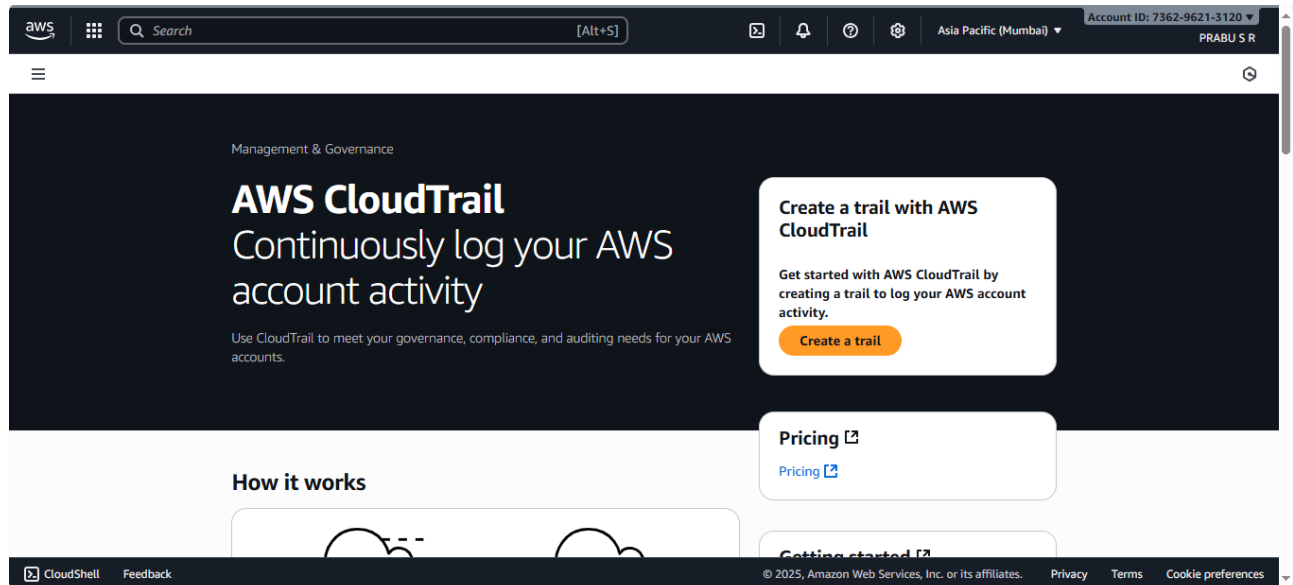 aws
Search [Alt+S]
Asia Pacific (Mumbai) ▼
Account ID: 7362-9621-3120 ▼
PRABU S R
Management & Governance
AWS CloudTrail
Continuously log your AWS
account activity
Use CloudTrail to meet your governance, compliance, and auditing needs for your AWS
accounts.
Create a trail with AWS
CloudTrail
Get started with AWS CloudTrail by
creating a trail to log your AWS account
activity.
Create a trail
Pricing
Pricing
How it works
Getting started
CloudShell Feedback © 2025, Amazon Web Services, Inc. or its affiliates. Privacy Terms Cookie preferences